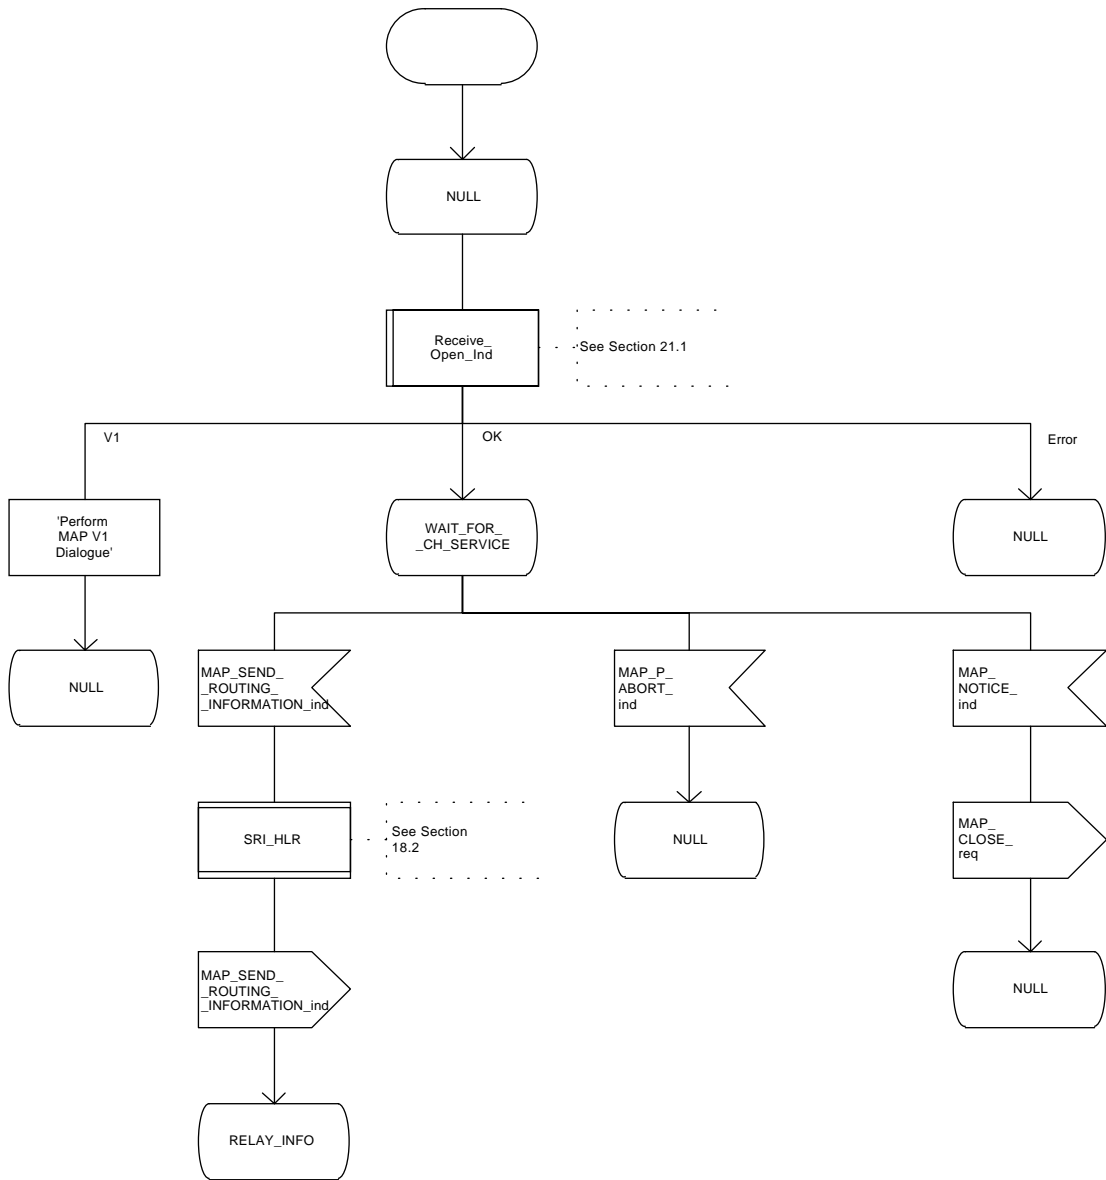 NULL
Receive_
Open_Ind
See Section 21.1
V1
OK
Error
'Perform
MAP V1
Dialogue'
WAIT_FOR_
_CH_SERVICE
NULL
NULL
MAP_SEND_
_ROUTING_
_INFORMATION_ind
MAP_P_
ABORT_
ind
MAP_
NOTICE_
ind
SRI_HLR
See Section
18.2
NULL
MAP_
CLOSE_
req
MAP_SEND_
_ROUTING_
_INFORMATION_ind
NULL
RELAY_INFO